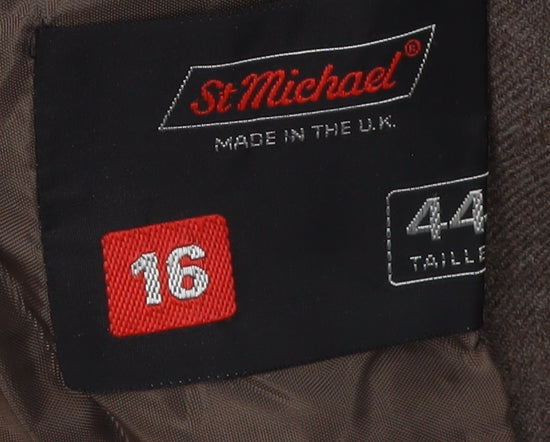 St Michael®
MADE IN THE U.K.
16
44
TAILLE